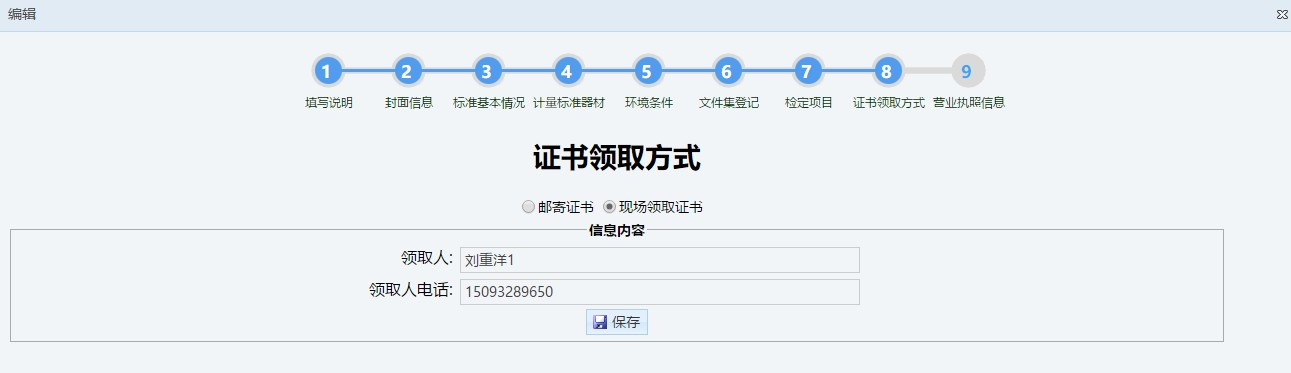 编辑
1 2 3 4 5 6 7 8 9
填写说明 封面信息 标准基本情况 计量标准器材 环境条件 文件集登记 检定项目 证书领取方式 营业执照信息
证书领取方式
邮寄证书 现场领取证书
信息内容
领取人: 刘重洋1
领取人电话: 15093289650
保存